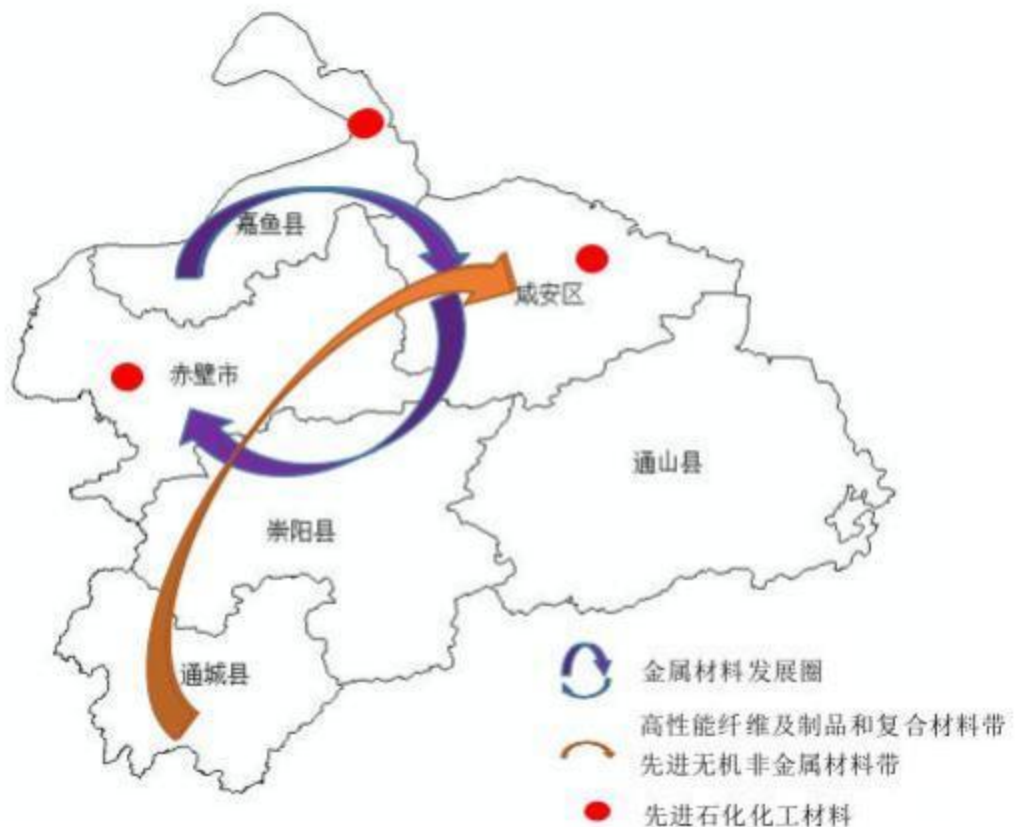 嘉鱼县
咸安区
赤壁市
通山县
崇阳县
通城县
金属材料发展圈
高性能纤维及制品和复合材料带
先进无机非金属材料带
先进石化化工材料